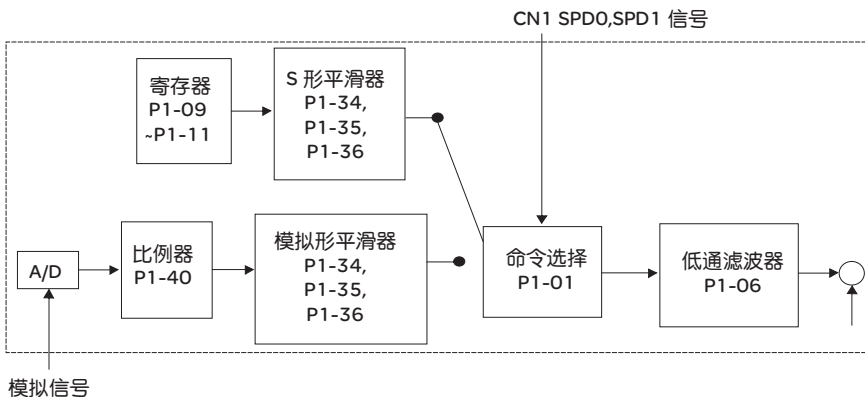 CN1 SPD0,SPD1 信号
寄存器
P1-09
~P1-11
S 形平滑器
P1-34,
P1-35,
P1-36
A/D
比例器
P1-40
模拟形平滑器
P1-34,
P1-35,
P1-36
命令选择
P1-01
低通滤波器
P1-06
模拟信号